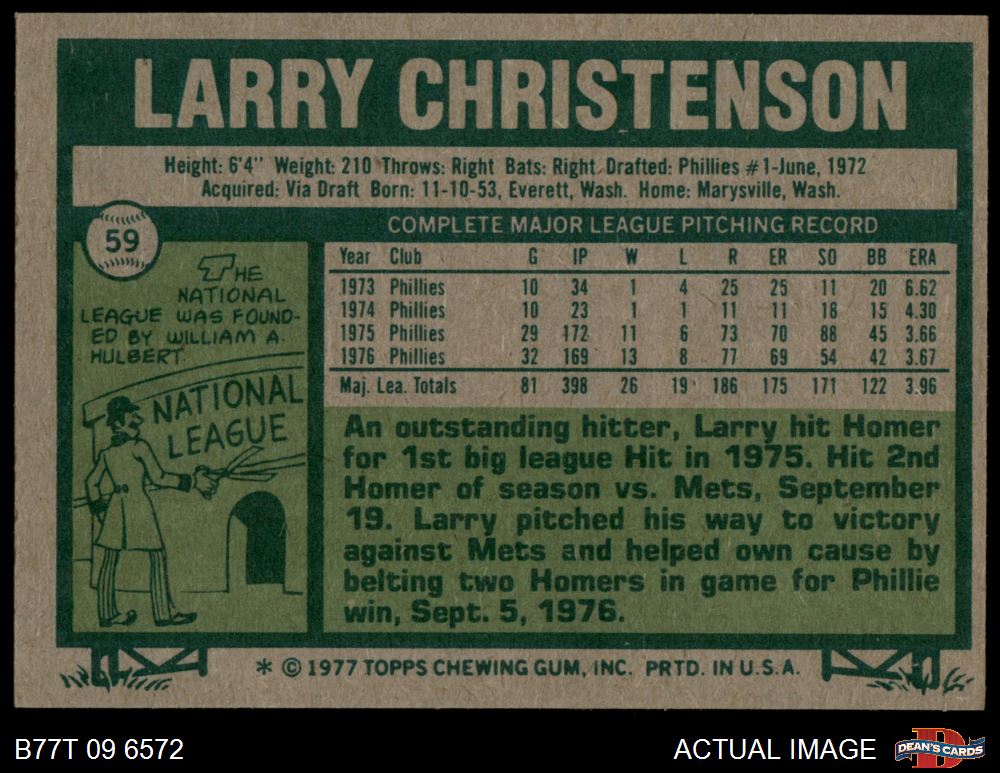 LARRY CHRISTENSON
Height: 6'4" Weight: 210 Throws: Right Bats: Right Drafted: Phillies #1-June, 1972
Acquired: Via Draft Born: 11-10-53, Everett, Wash. Home: Marysville, Wash.
59
THE
NATIONAL
LEAGUE WAS FOUND-
ED BY WILLIAM A.
HULBERT.
NATIONAL
LEAGUE
COMPLETE MAJOR LEAGUE PITCHING RECORD
Year Club G IP W L R ER SO BB ERA
1973 Phillies 10 34 1 4 25 25 11 20 6.62
1974 Phillies 10 23 1 1 11 11 18 15 4.30
1975 Phillies 29 172 11 6 73 70 88 45 3.66
1976 Phillies 32 169 13 8 77 69 54 42 3.67
Maj. Lea. Totals 81 398 26 19 186 175 171 122 3.96
An outstanding hitter, Larry hit Homer
for 1st big league Hit in 1975. Hit 2nd
Homer of season vs. Mets, September
19. Larry pitched his way to victory
against Mets and helped own cause by
belting two Homers in game for Phillie
win, Sept. 5, 1976.
* © 1977 TOPPS CHEWING GUM, INC. PRTD. IN U.S.A.
B77T 09 6572
ACTUAL IMAGE
D
DEAN'S CARDS